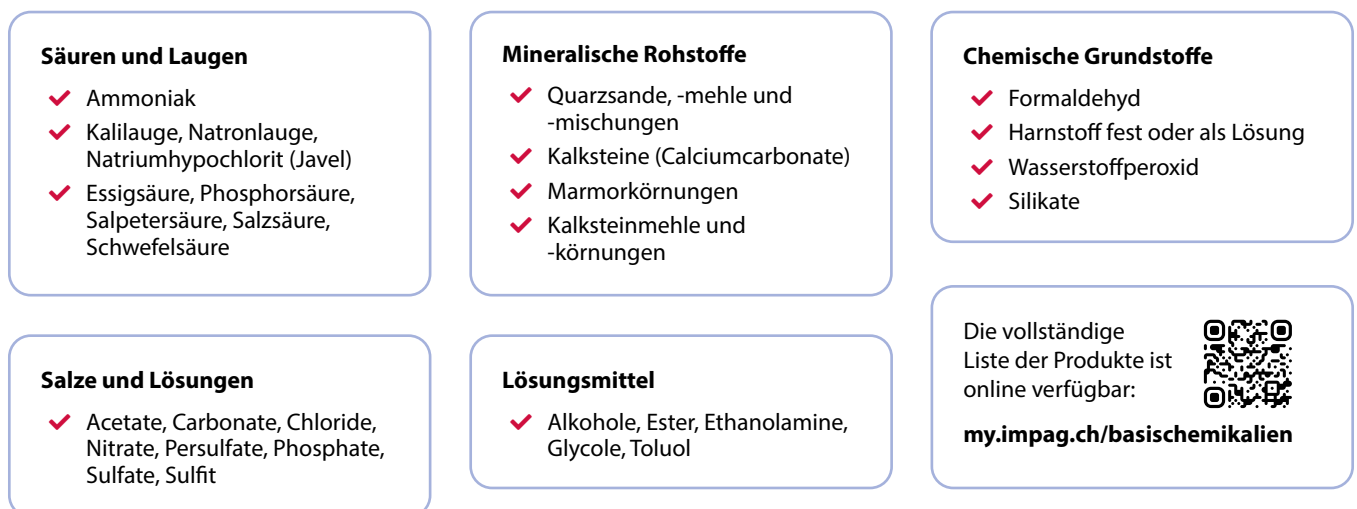 Säuren und Laugen
Ammoniak
Kalilauge, Natronlauge,
Natriumhypochlorit (Javel)
Essigsäure, Phosphorsäure,
Salpetersäure, Salzsäure,
Schwefelsäure
Mineralische Rohstoffe
Quarzsande, -mehle und
-mischungen
Kalksteine (Calciumcarbonate)
Marmorkörnungen
Kalksteinmehle und
-körnungen
Chemische Grundstoffe
Formaldehyd
Harnstoff fest oder als Lösung
Wasserstoffperoxid
Silikate
Salze und Lösungen
Acetate, Carbonate, Chloride,
Nitrate, Persulfate, Phosphate,
Sulfate, Sulfit
Lösungsmittel
Alkohole, Ester, Ethanolamine,
Glycole, Toluol
Die vollständige
Liste der Produkte ist
online verfügbar:
my.impag.ch/basischemikalien